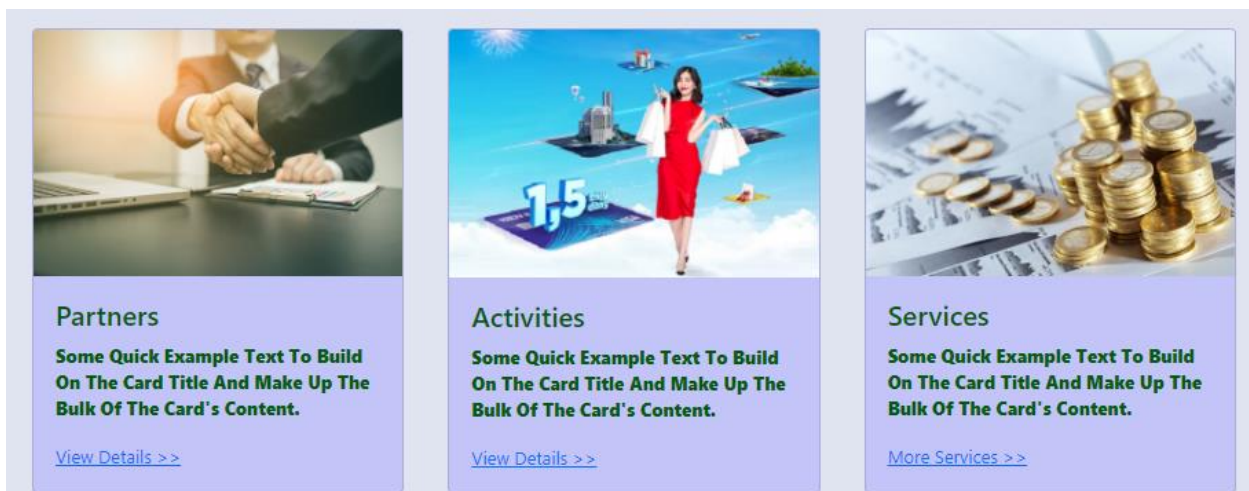 1,5
VISA
Partners
Some Quick Example Text To Build
On The Card Title And Make Up The
Bulk Of The Card's Content.
View Details >>
Activities
Some Quick Example Text To Build
On The Card Title And Make Up The
Bulk Of The Card's Content.
View Details >>
Services
Some Quick Example Text To Build
On The Card Title And Make Up The
Bulk Of The Card's Content.
More Services >>